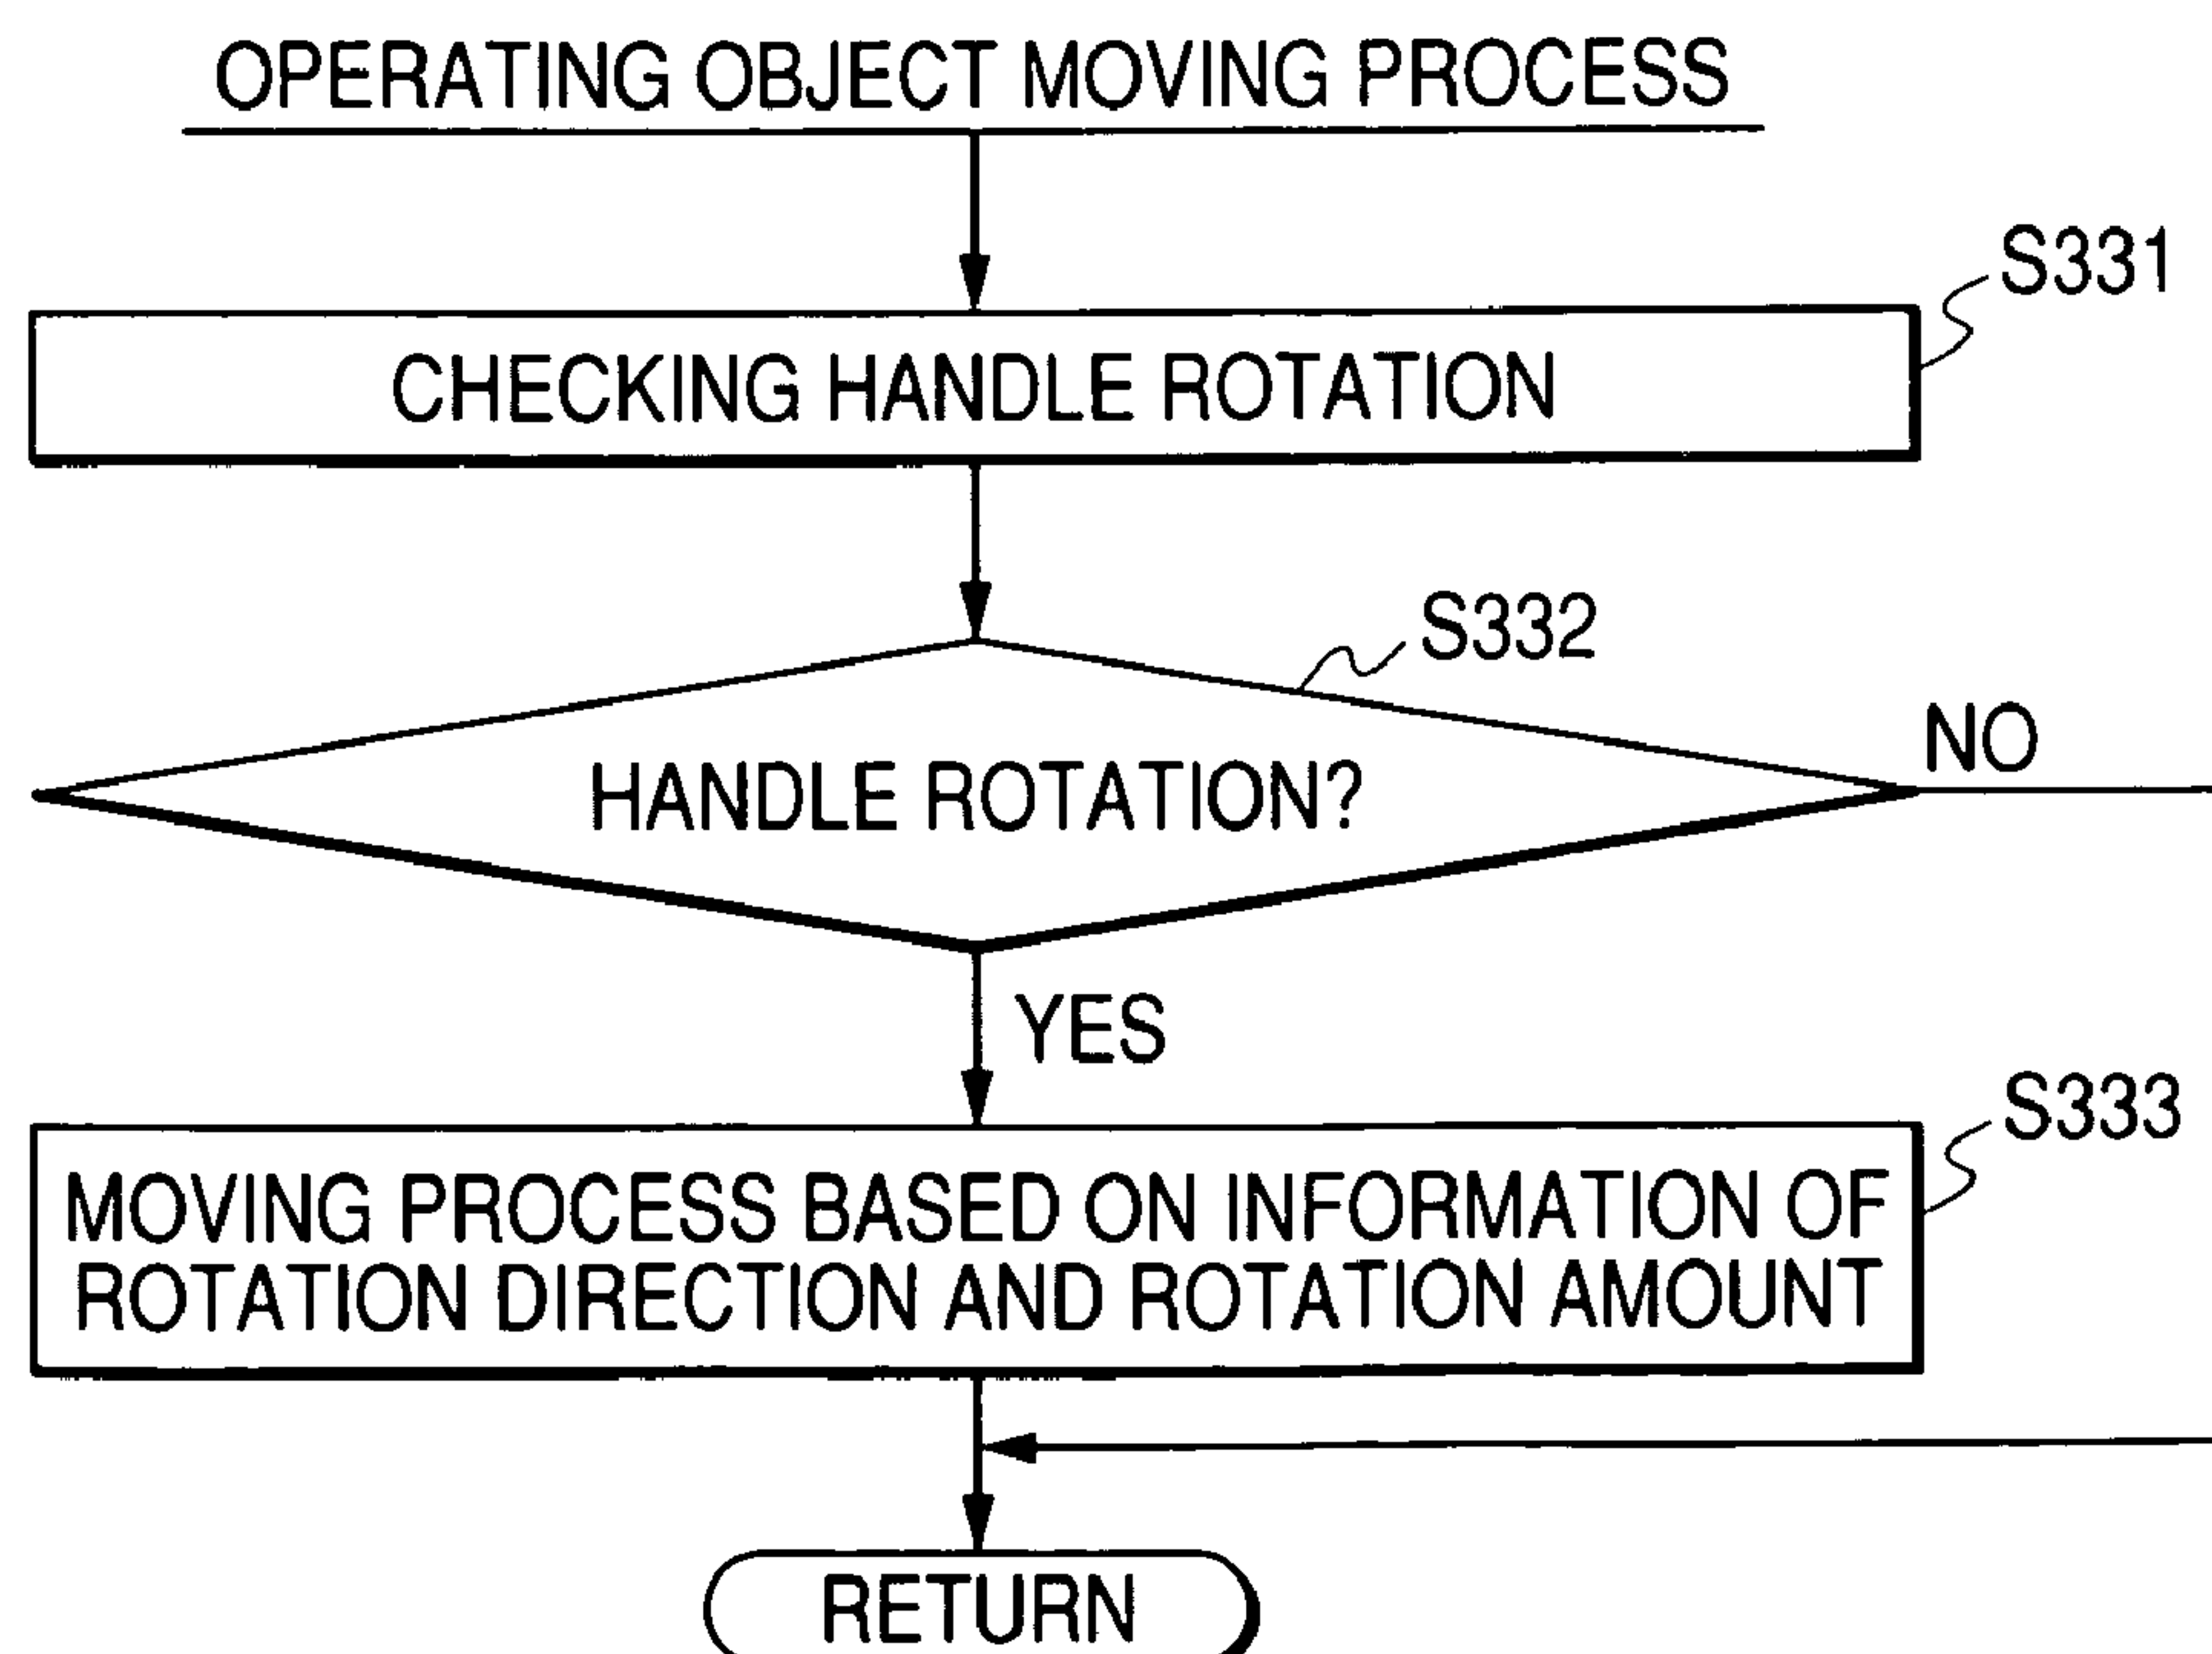 OPERATING OBJECT MOVING PROCESS
S331
CHECKING HANDLE ROTATION
S332
NO
HANDLE ROTATION?
YES
S333
MOVING PROCESS BASED ON INFORMATION OF
ROTATION DIRECTION AND ROTATION AMOUNT
RETURN